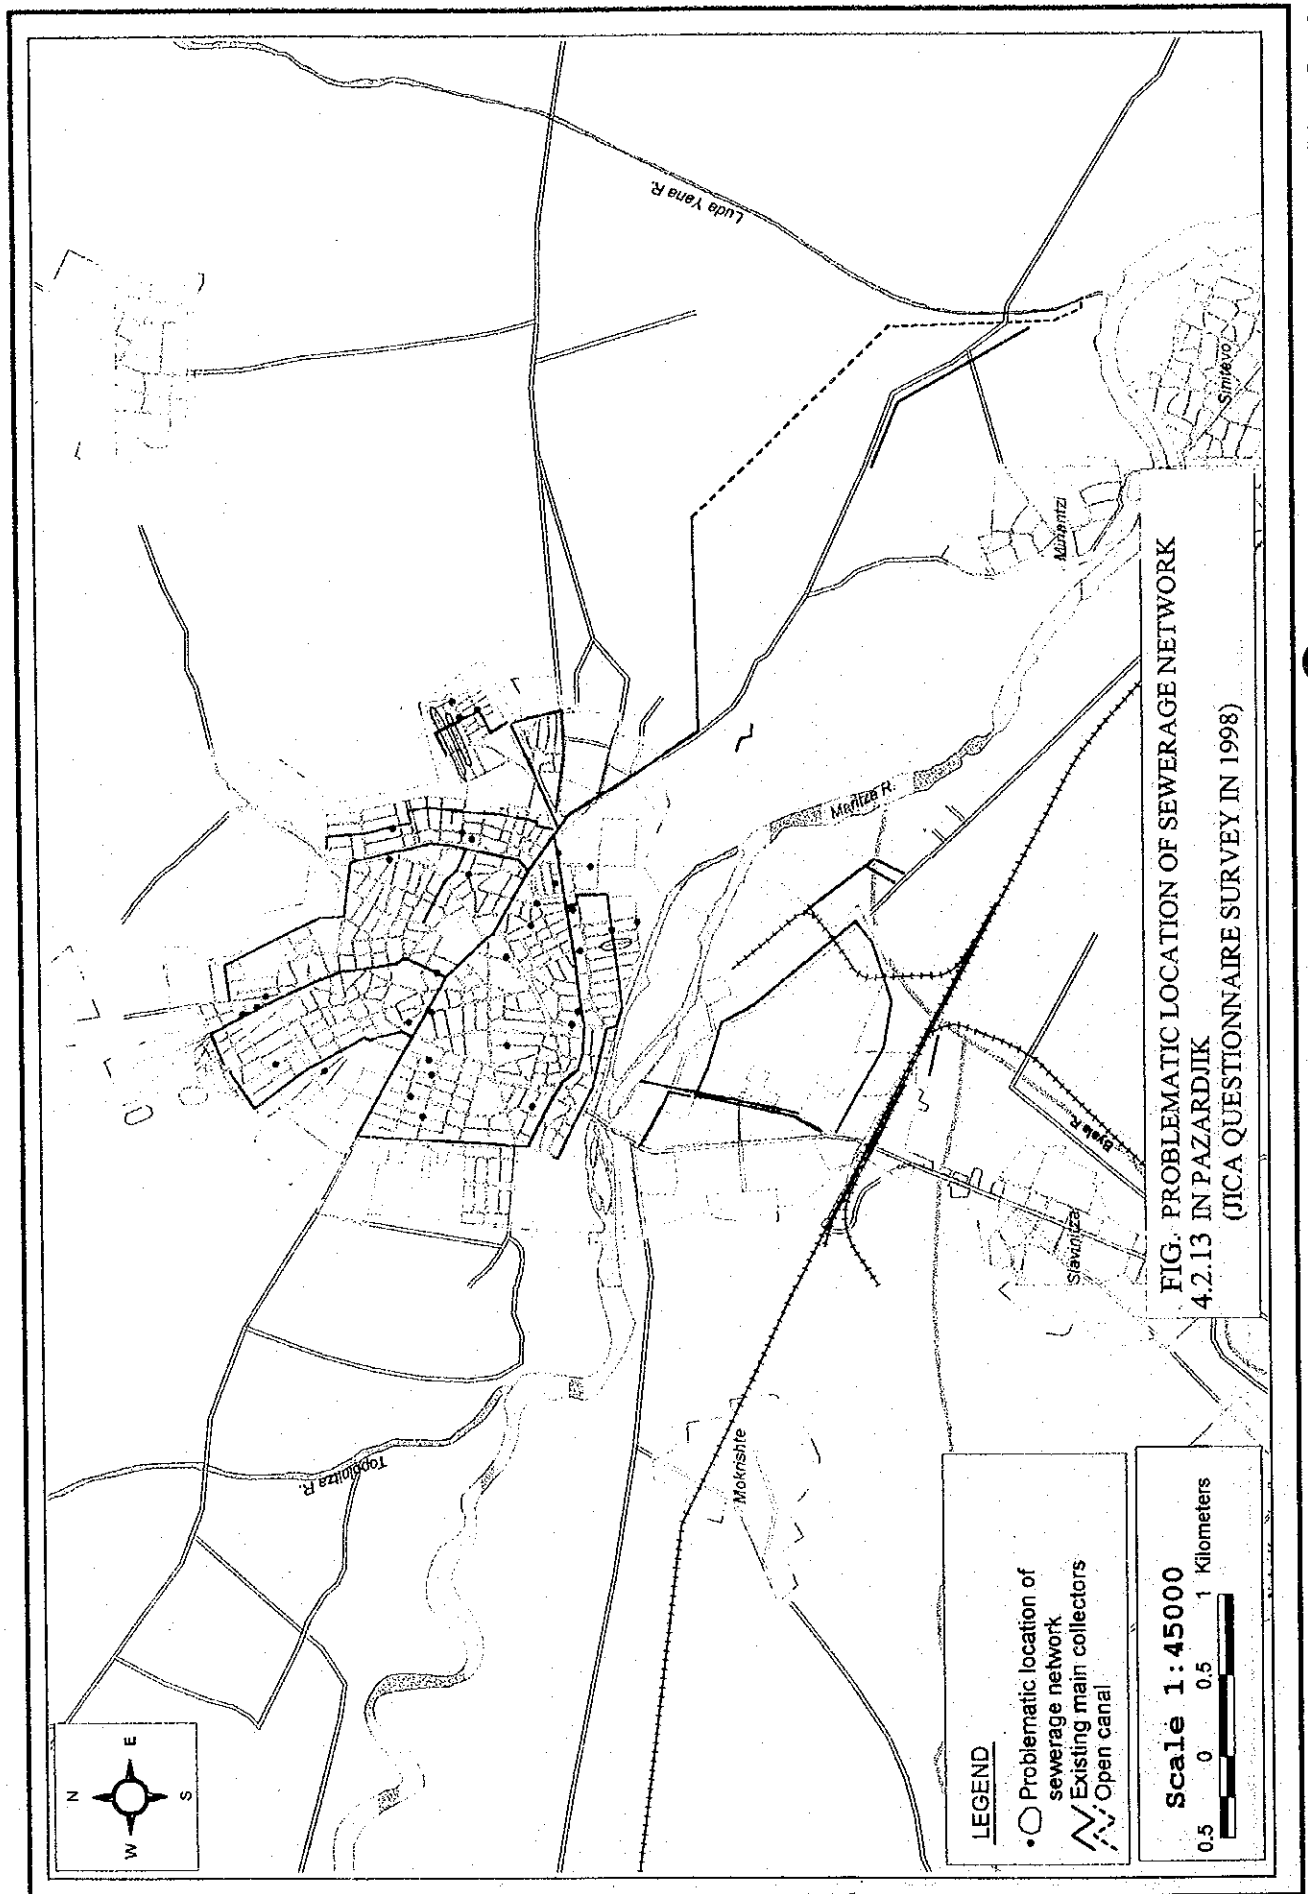 N
W
E
S
Luda Yana R.
Topolnitza R.
Maritza R.
Sinitevo
Miriantzi
Byala R.
Slavinitza
Mokrishte
FIG. PROBLEMATIC LOCATION OF SEWERAGE NETWORK
4.2.13 IN PAZARDJIK
(JICA QUESTIONNAIRE SURVEY IN 1998)
LEGEND
Problematic location of
sewerage network
Existing main collectors
Open canal
Scale 1:45000
0.5 0 0.5 1 Kilometers